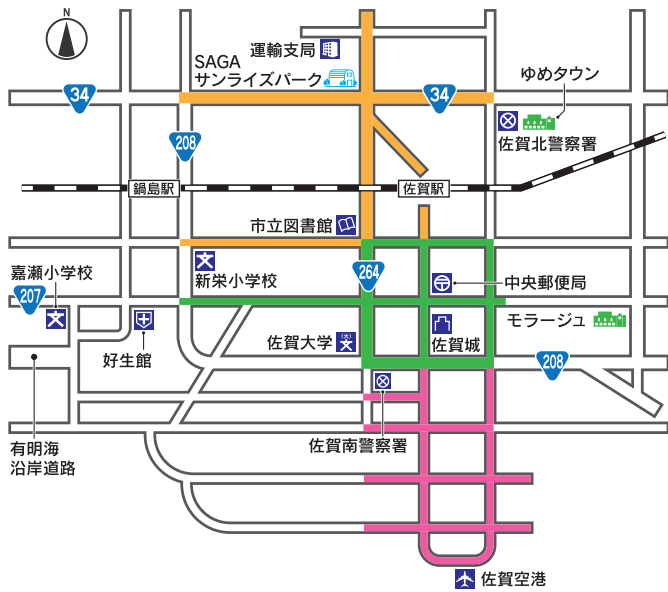 N
運輸支局
SAGA
サンライズパーク
ゆめタウン
34
34
佐賀北警察署
208
鍋島駅
佐賀駅
市立図書館
嘉瀬小学校
新栄小学校
264
中央郵便局
207
モラージュ
佐賀大学
(大)
佐賀城
好生館
208
佐賀南警察署
有明海
沿岸道路
佐賀空港